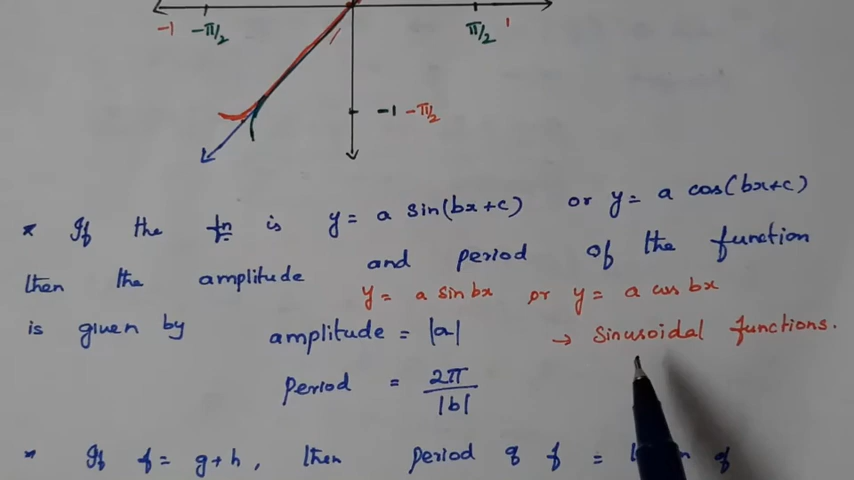 -1 -π/2 π/2 1
-1 -π/2
* If the fn is y = a sin(bx+c) or y = a cos(bx+c)
then the amplitude and period of the function
y = a sin bx or y = a cos bx
is given by amplitude = |a| → Sinusoidal functions.
Period = 2π/|b|
* If f = g+h, then period of f =